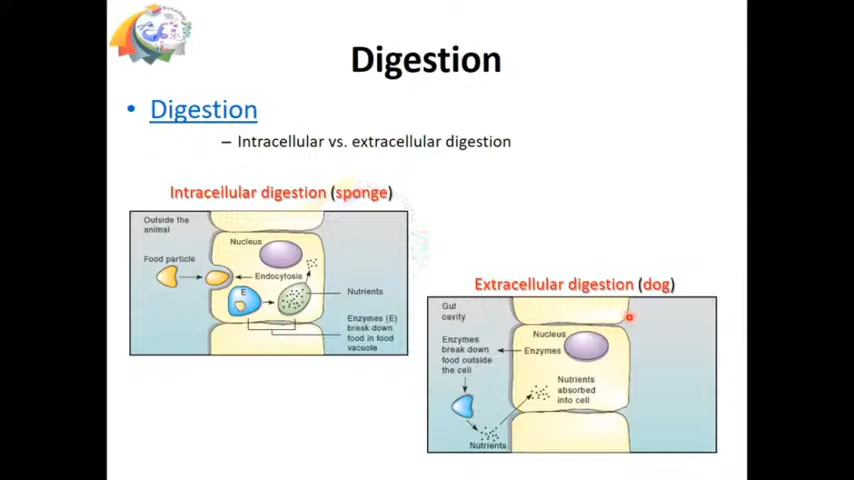 Digestion
• Digestion
– Intracellular vs. extracellular digestion
Intracellular digestion (sponge)
Outside the
animal
Nucleus
Food particle
Endocytosis
E
Nutrients
Enzymes (E)
break down
food in food
vacuole
Extracellular digestion (dog)
Gut
cavity
Nucleus
Enzymes
break down
food outside
the cell
Enzymes
Nutrients
absorbed
into cell
Nutrients